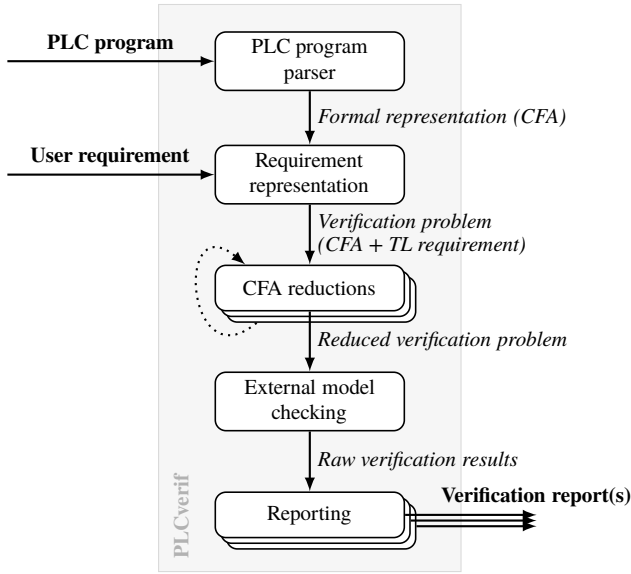 PLC program
PLC program
parser
Formal representation (CFA)
User requirement
Requirement
representation
Verification problem
(CFA + TL requirement)
CFA reductions
Reduced verification problem
External model
checking
Raw verification results
PLCverif
Reporting
Verification report(s)